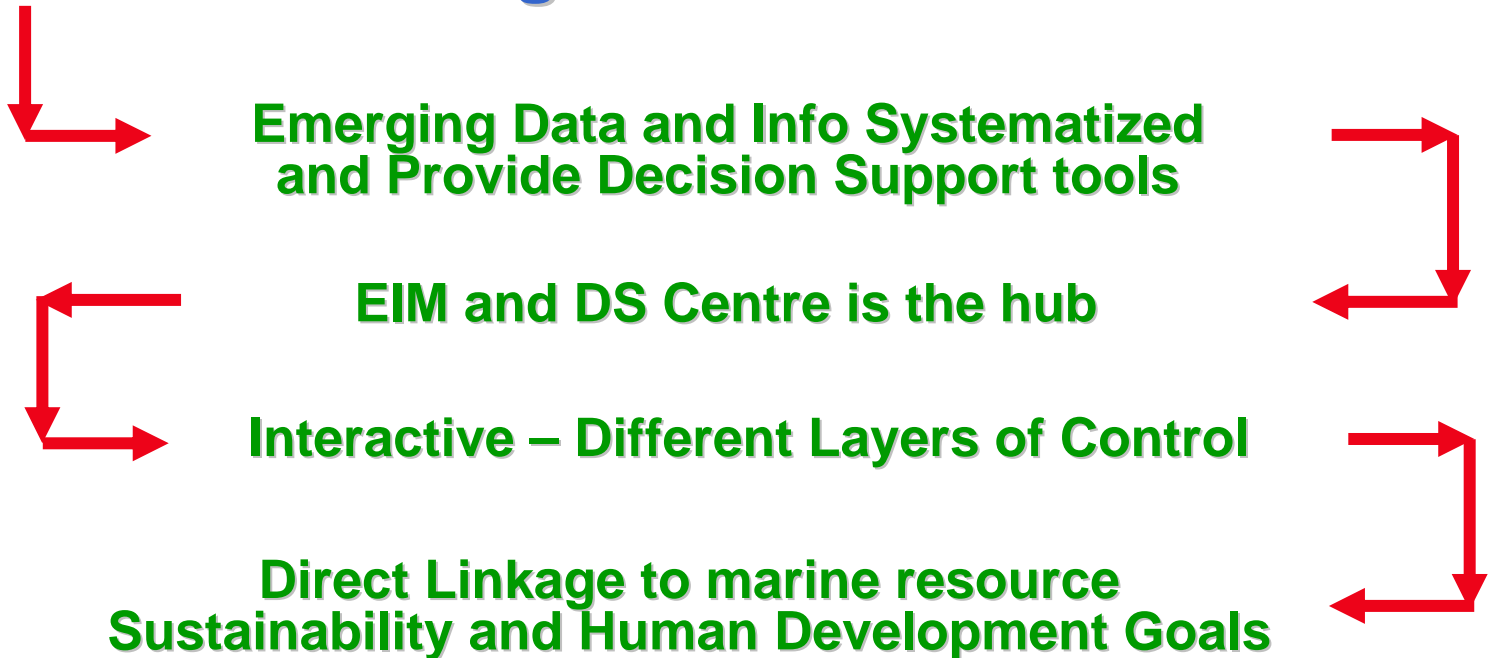 Emerging Data and Info Systematized
and Provide Decision Support tools
EIM and DS Centre is the hub
Interactive – Different Layers of Control
Direct Linkage to marine resource
Sustainability and Human Development Goals